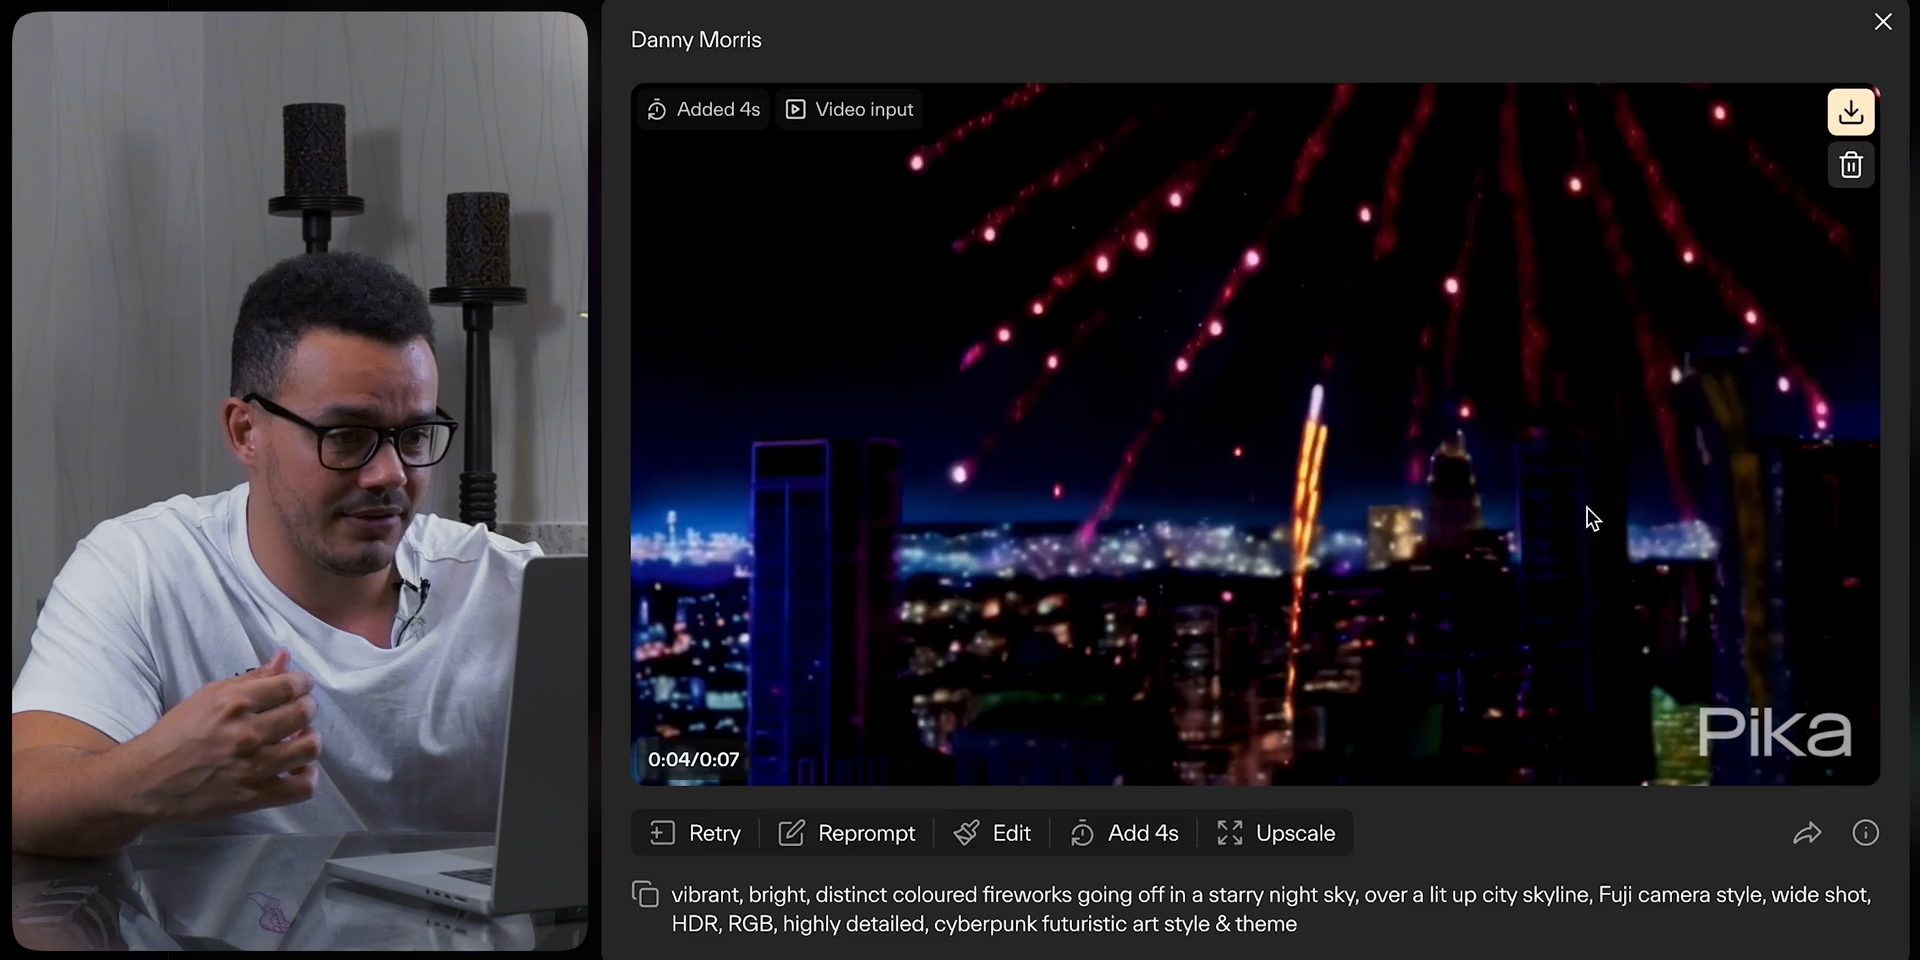 Danny Morris
Added 4s
Video input
Pika
0:04/0:07
Retry
Reprompt
Edit
Add 4s
Upscale
vibrant, bright, distinct coloured fireworks going off in a starry night sky, over a lit up city skyline, Fuji camera style, wide shot,
HDR, RGB, highly detailed, cyberpunk futuristic art style & theme